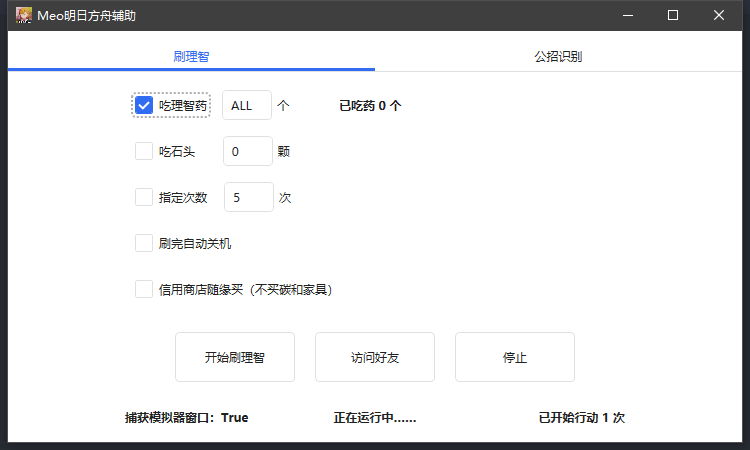 Meo明日方舟辅助
刷理智 公招识别
吃理智药 ALL 个 已吃药 0 个
吃石头 0 颗
指定次数 5 次
刷完自动关机
信用商店随缘买（不买碳和家具）
开始刷理智 访问好友 停止
捕获模拟器窗口：True 正在运行中...... 已开始行动 1 次